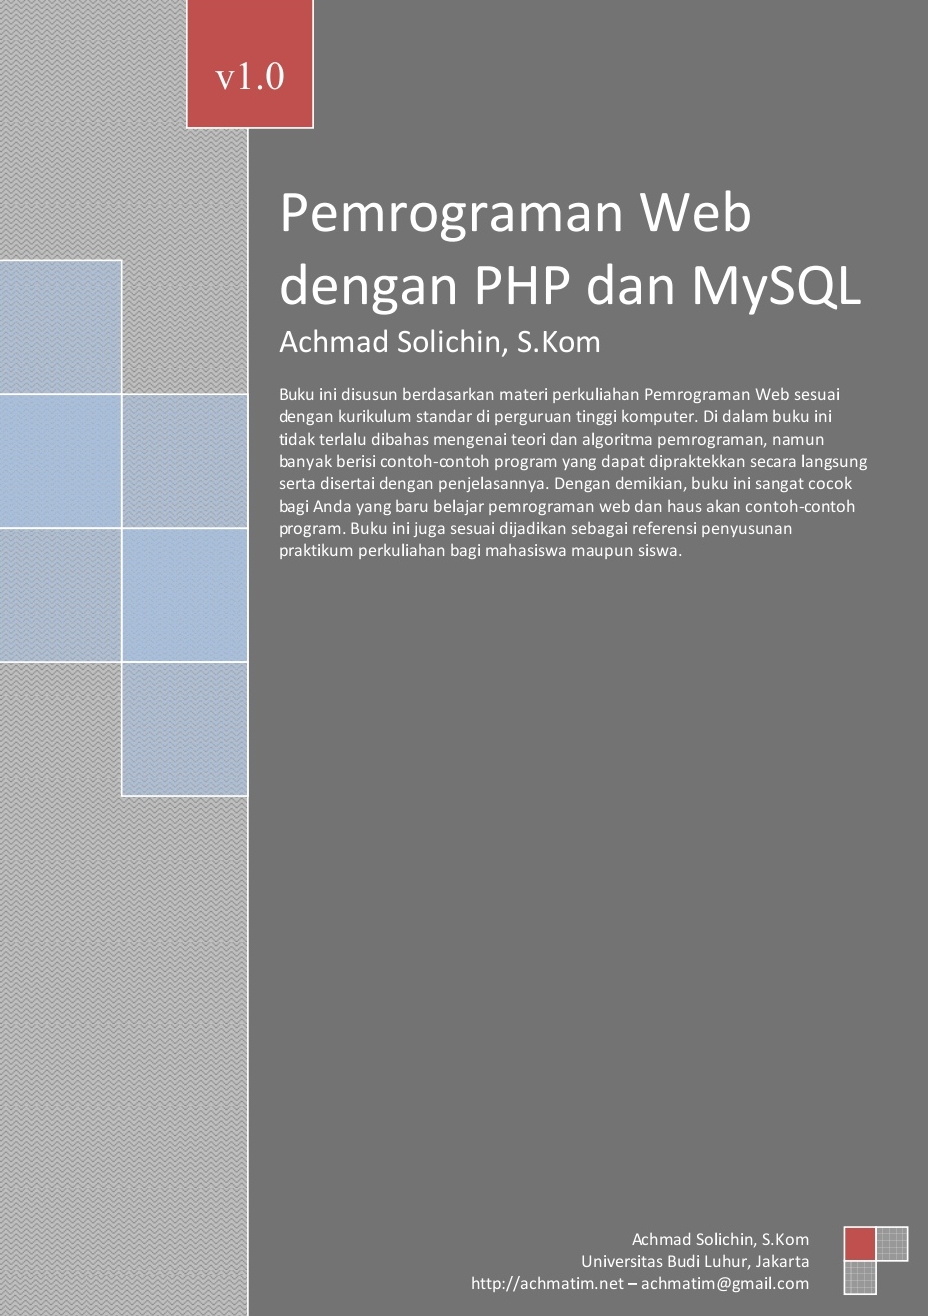 v1.0
Pemrograman Web
dengan PHP dan MySQL
Achmad Solichin, S.Kom
Buku ini disusun berdasarkan materi perkuliahan Pemrograman Web sesuai
dengan kurikulum standar di perguruan tinggi komputer. Di dalam buku ini
tidak terlalu dibahas mengenai teori dan algoritma pemrograman, namun
banyak berisi contoh-contoh program yang dapat dipraktekkan secara langsung
serta disertai dengan penjelasannya. Dengan demikian, buku ini sangat cocok
bagi Anda yang baru belajar pemrograman web dan haus akan contoh-contoh
program. Buku ini juga sesuai dijadikan sebagai referensi penyusunan
praktikum perkuliahan bagi mahasiswa maupun siswa.
Achmad Solichin, S.Kom
Universitas Budi Luhur, Jakarta
http://achmatim.net – achmatim@gmail.com